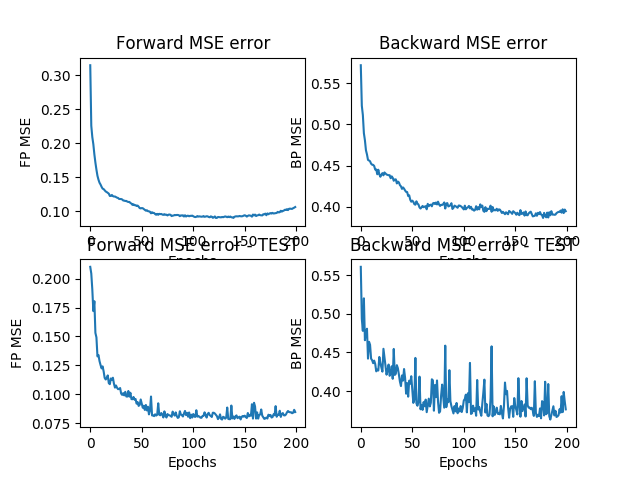 Forward MSE error
Backward MSE error
FP MSE
0.30
0.25
0.20
0.15
0.10
0 50 100 150 200
Epochs
BP MSE
0.55
0.50
0.45
0.40
0 50 100 150 200
Epochs
Forward MSE error - TEST
Backward MSE error - TEST
FP MSE
0.200
0.175
0.150
0.125
0.100
0.075
0 50 100 150 200
Epochs
BP MSE
0.55
0.50
0.45
0.40
0 50 100 150 200
Epochs